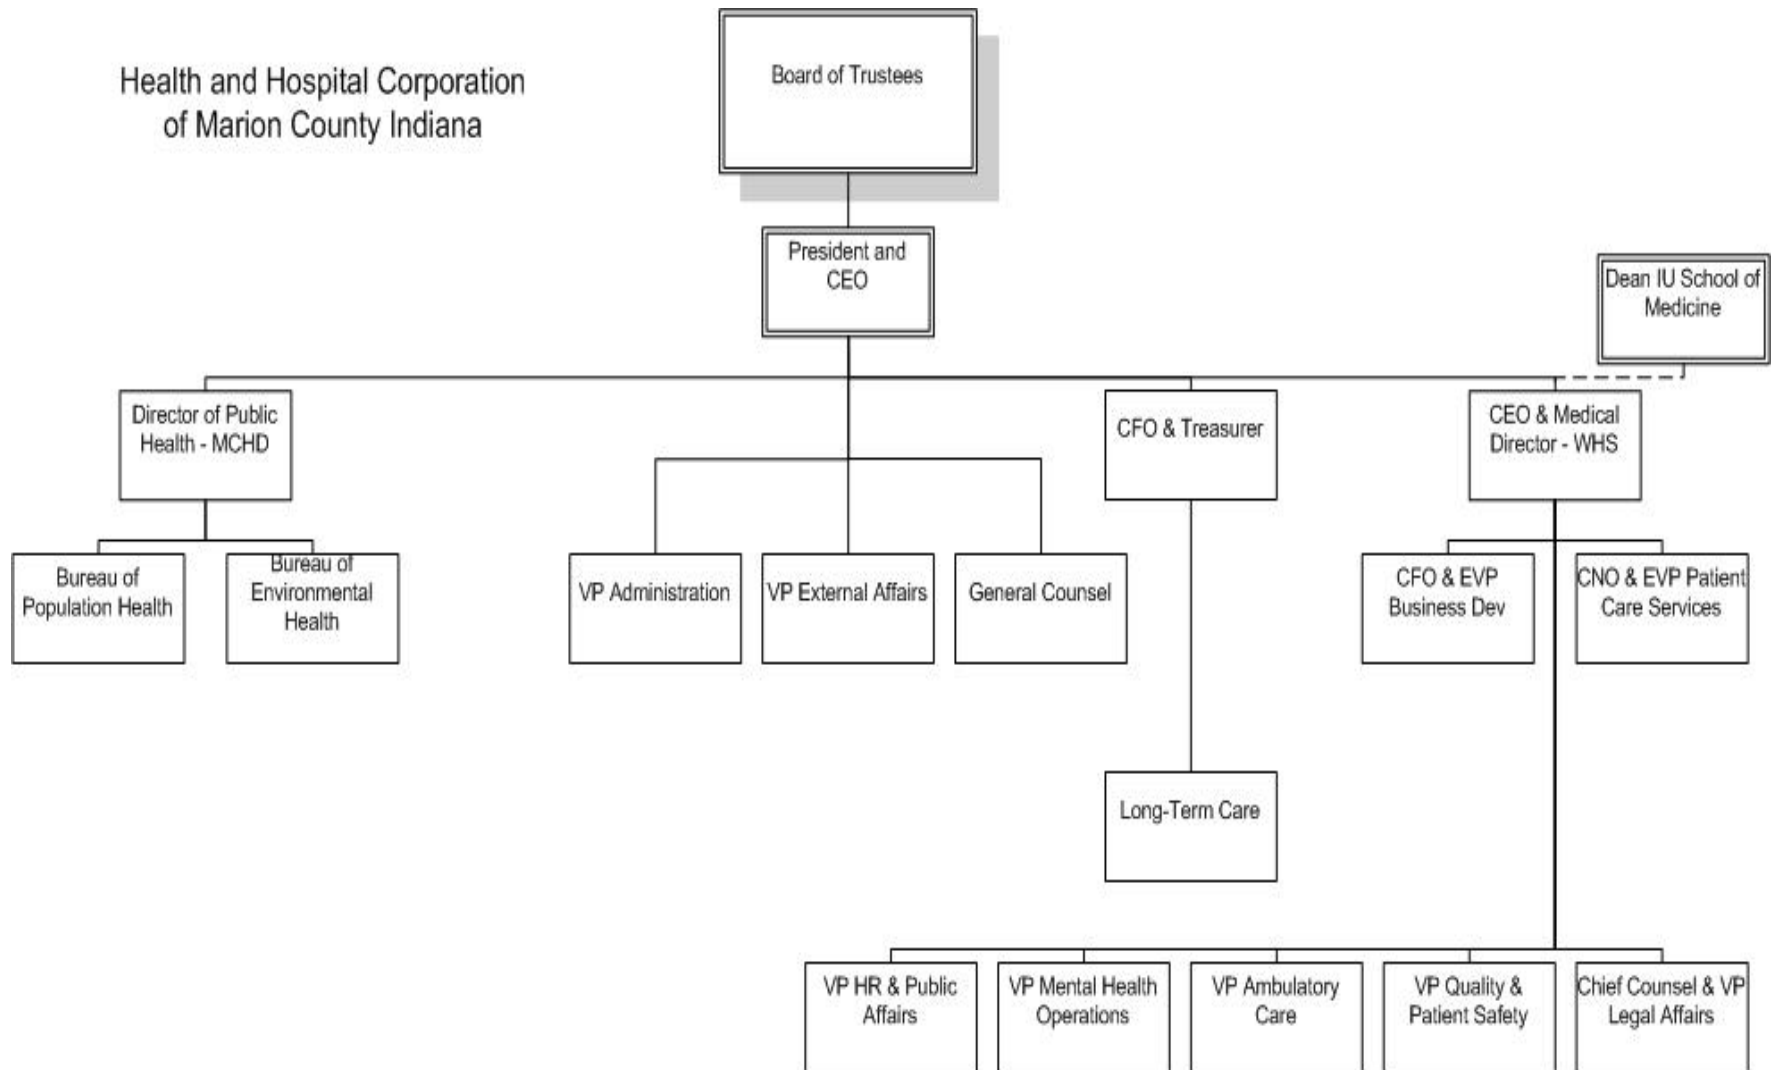 Health and Hospital Corporation
of Marion County Indiana
Board of Trustees
President and
CEO
Dean IU School of
Medicine
Director of Public
Health - MCHD
CFO & Treasurer
CEO & Medical
Director - WHS
Bureau of
Population Health
Bureau of
Environmental
Health
VP Administration
VP External Affairs
General Counsel
CFO & EVP
Business Dev
CNO & EVP Patient
Care Services
Long-Term Care
VP HR & Public
Affairs
VP Mental Health
Operations
VP Ambulatory
Care
VP Quality &
Patient Safety
Chief Counsel & VP
Legal Affairs